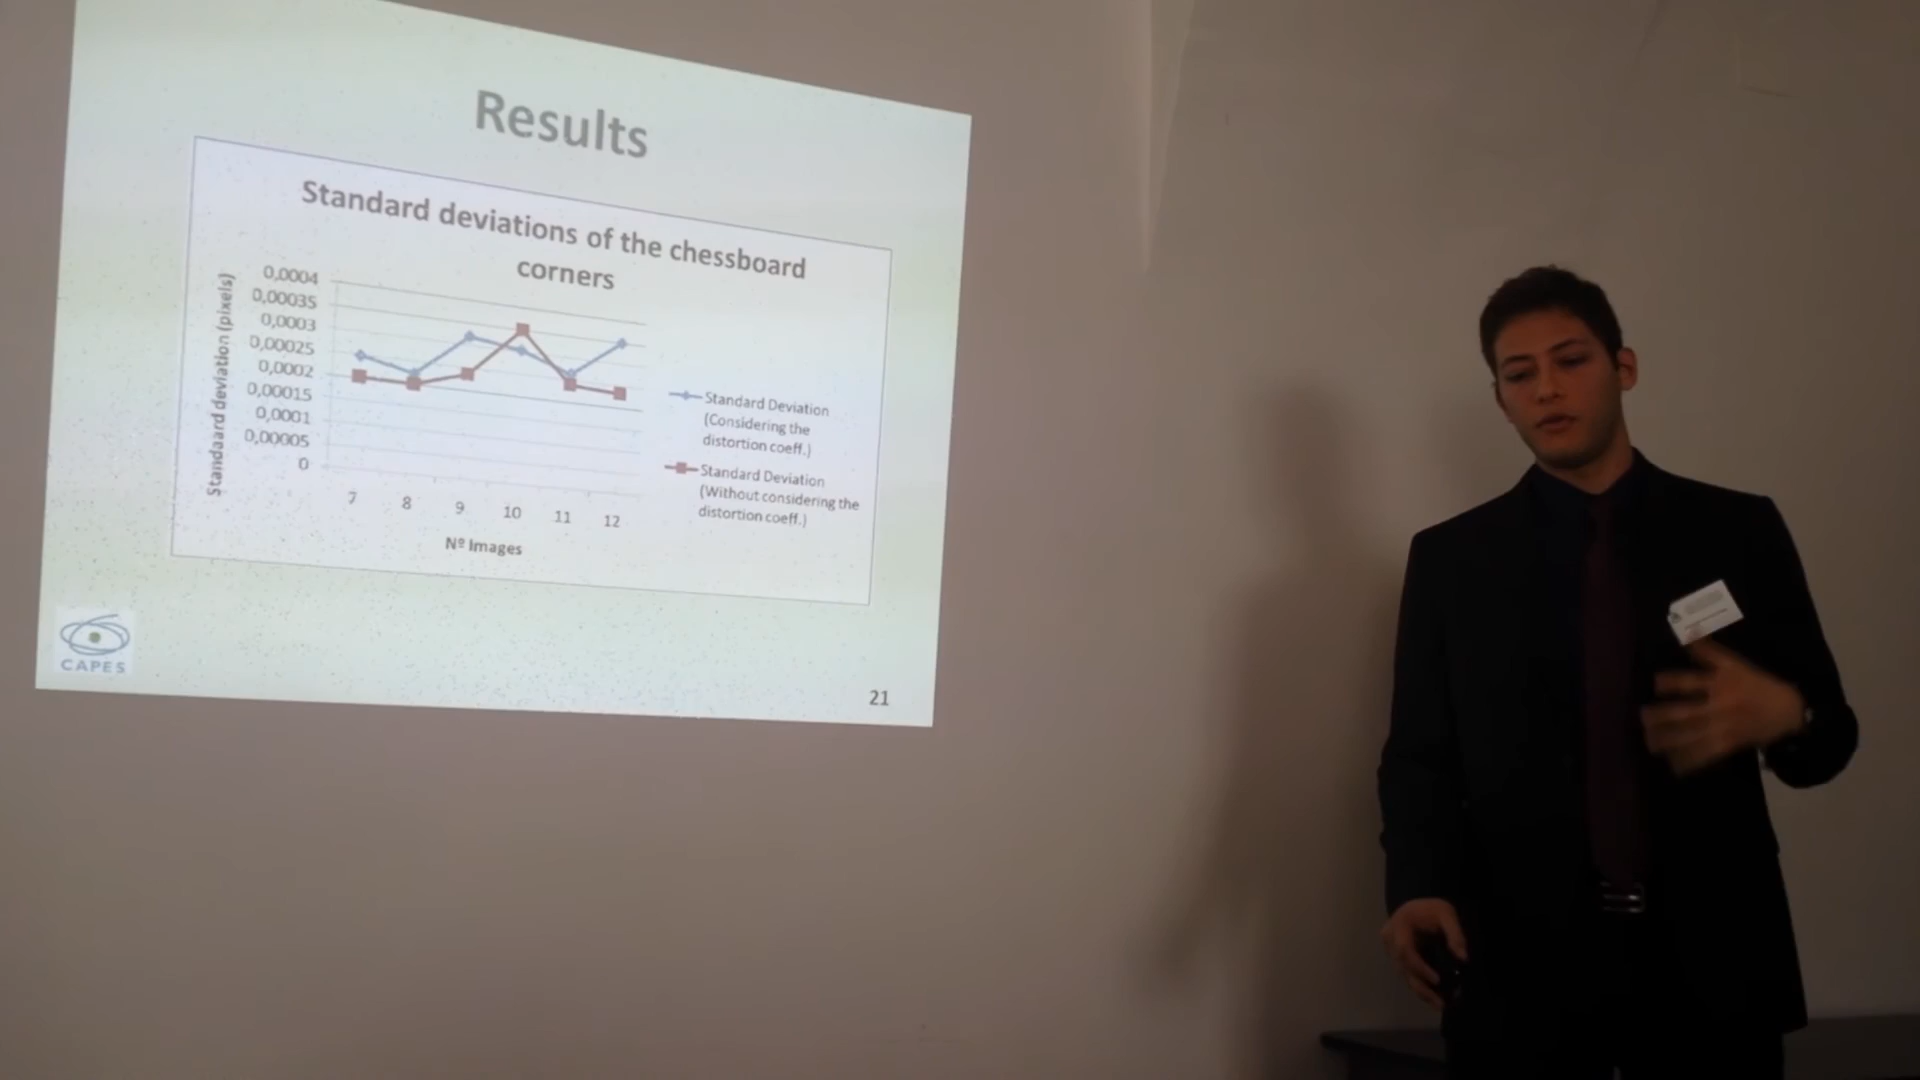 Results
Standard deviations of the chessboard
corners
Standaard deviation (pixels)
0,0004
0,00035
0,0003
0,00025
0,0002
0,00015
0,0001
0,00005
0
7 8 9 10 11 12
Nº Images
Standard Deviation
(Considering the
distortion coeff.)
Standard Deviation
(Without considering the
distortion coeff.)
CAPES
21